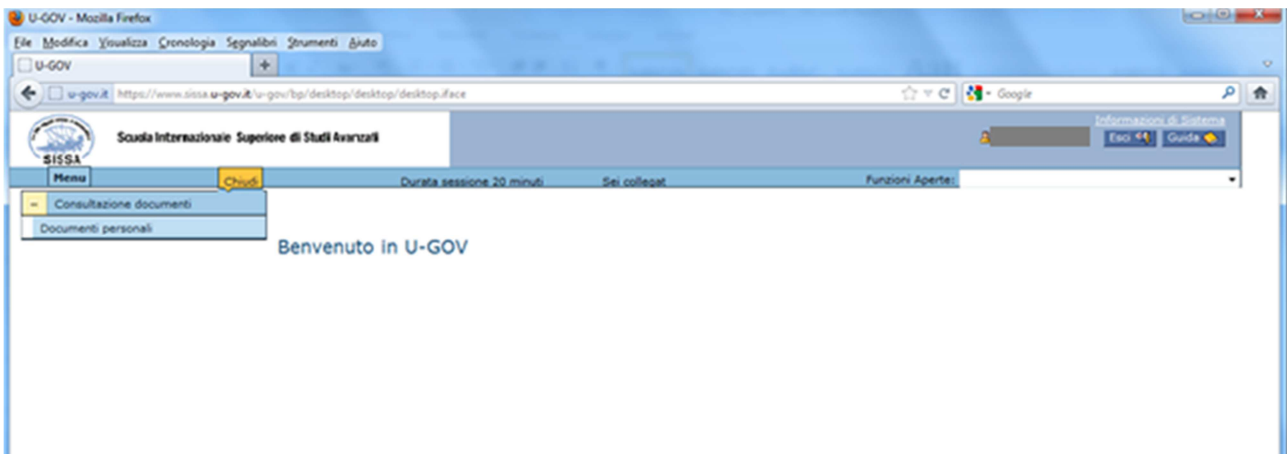 U-GOV - Mozilla Firefox
File Modifica Visualizza Cronologia Segnalibri Strumenti Aiuto
U-GOV
u-gov.it https://www.sissa.u-gov.it/u-gov/bp/desktop/desktop/desktop.iface Google
Informazioni di Sistema
Scuola Internazionale Superiore di Studi Avanzati
Esci Guida
SISSA
Menu Chiudi Durata sessione 20 minuti Sei collegat Funzioni Aperte:
Consultazione documenti
Documenti personali
Benvenuto in U-GOV